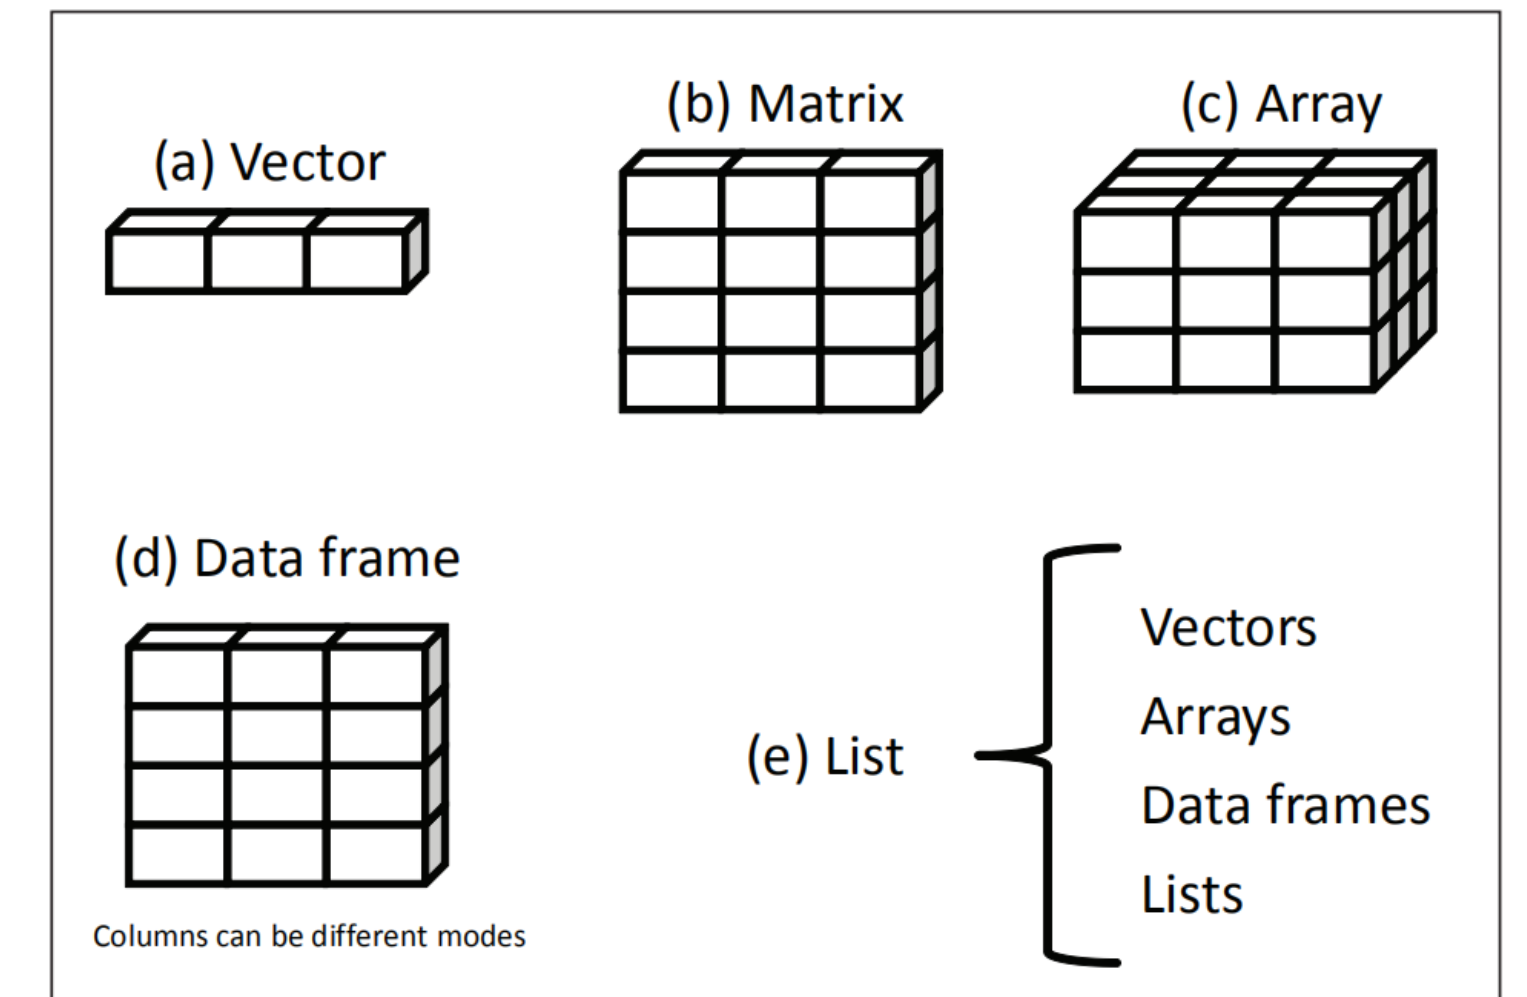 (a) Vector
(b) Matrix
(c) Array
(d) Data frame
Columns can be different modes
(e) List
Vectors
Arrays
Data frames
Lists